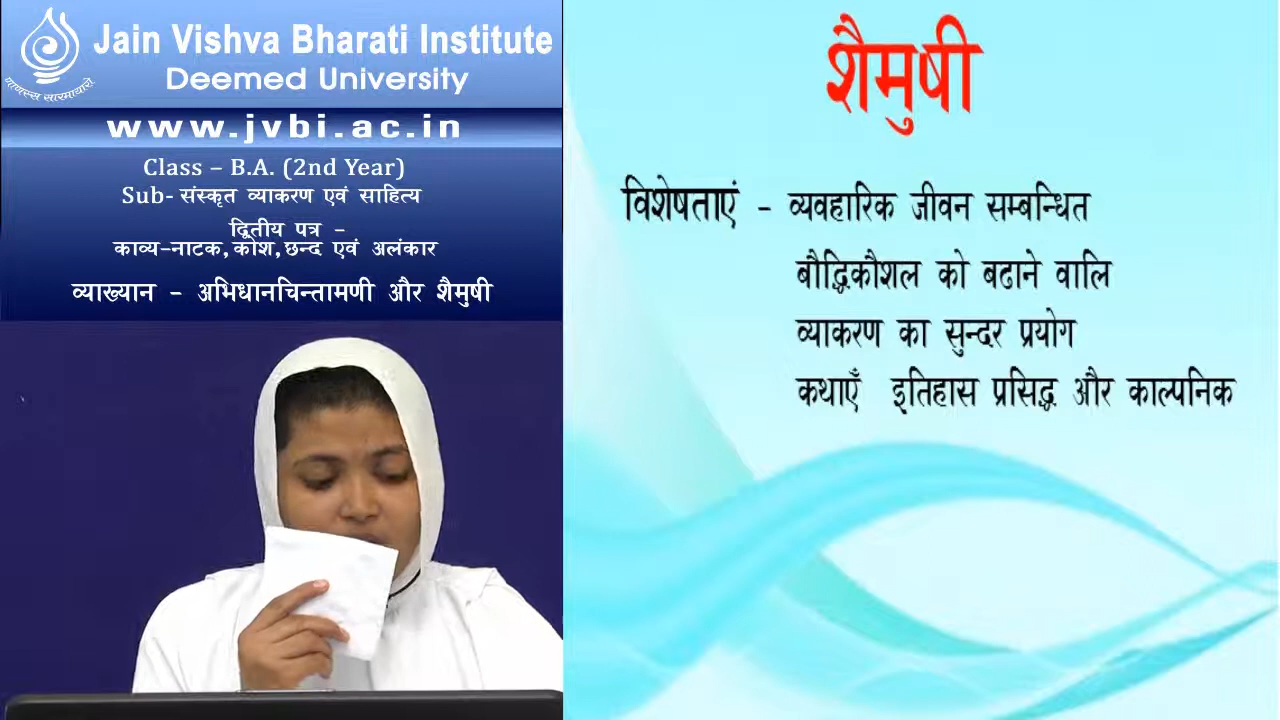 Jain Vishva Bharati Institute
Deemed University
णाणस्स सारमायारो
www.jvbi.ac.in
Class – B.A. (2nd Year)
Sub- संस्कृत व्याकरण एवं साहित्य
द्वितीय पत्र –
काव्य-नाटक, कोश, छन्द एवं अलंकार
व्याख्यान - अभिधानचिन्तामणी और शैमुषी
शैमुषी
विशेषताएं - व्यवहारिक जीवन सम्बन्धित
बौद्धिकौशल को बढाने वालि
व्याकरण का सुन्दर प्रयोग
कथाएँ इतिहास प्रसिद्ध और काल्पनिक